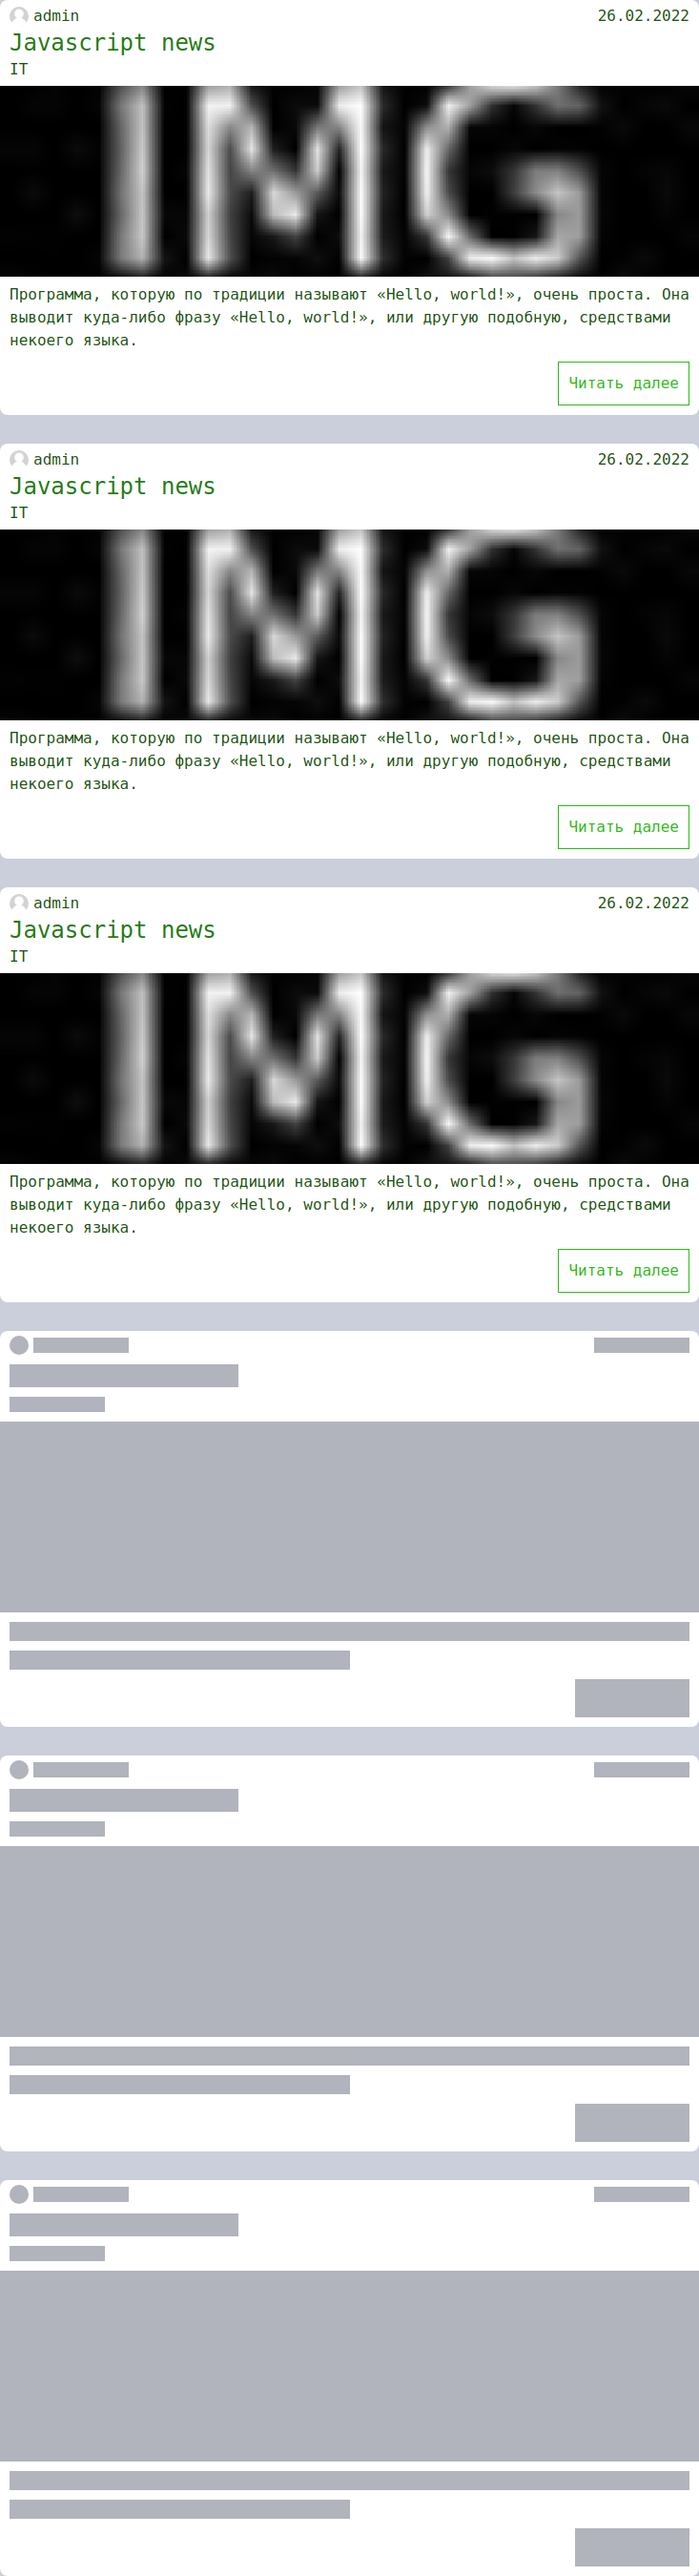 admin 26.02.2022
Javascript news
IT
IMG
Программа, которую по традиции называют «Hello, world!», очень проста. Она
выводит куда-либо фразу «Hello, world!», или другую подобную, средствами
некоего языка.
Читать далее
admin 26.02.2022
Javascript news
IT
IMG
Программа, которую по традиции называют «Hello, world!», очень проста. Она
выводит куда-либо фразу «Hello, world!», или другую подобную, средствами
некоего языка.
Читать далее
admin 26.02.2022
Javascript news
IT
IMG
Программа, которую по традиции называют «Hello, world!», очень проста. Она
выводит куда-либо фразу «Hello, world!», или другую подобную, средствами
некоего языка.
Читать далее